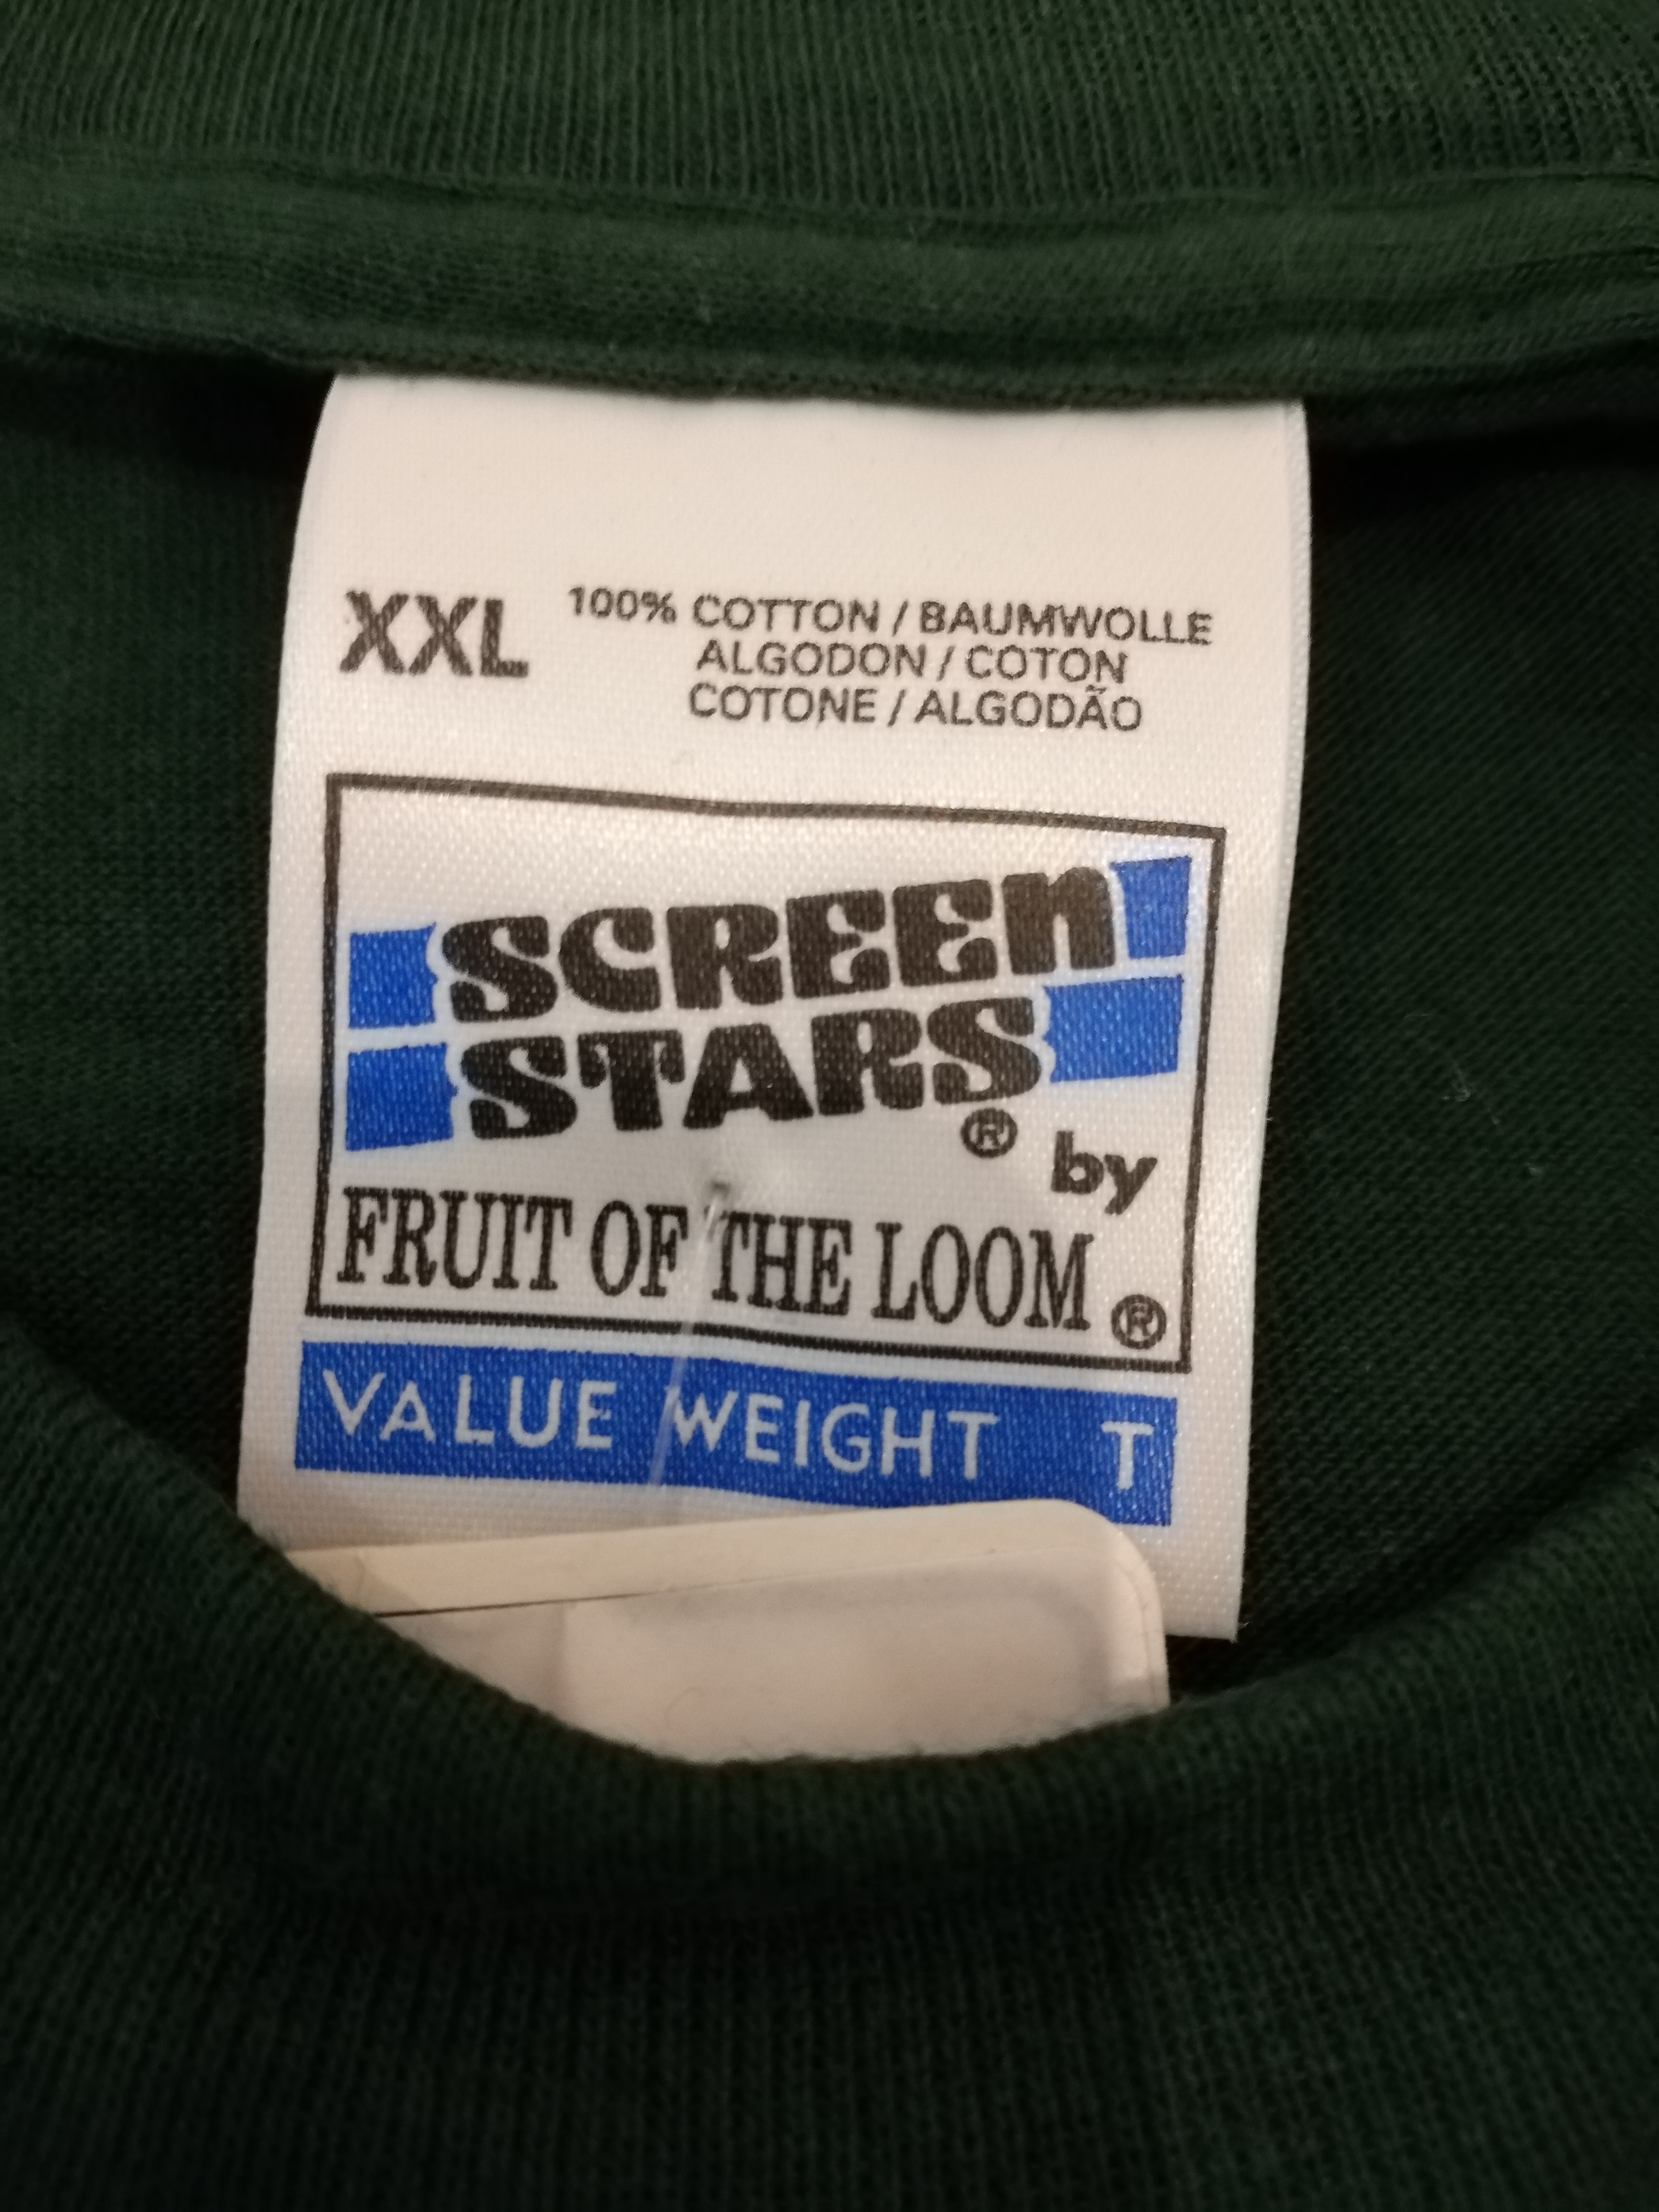 XXL
100% COTTON / BAUMWOLLE
ALGODON / COTON
COTONE / ALGODÃO
SCREEn
STARS®
by
FRUIT OF THE LOOM®
VALUE WEIGHT T